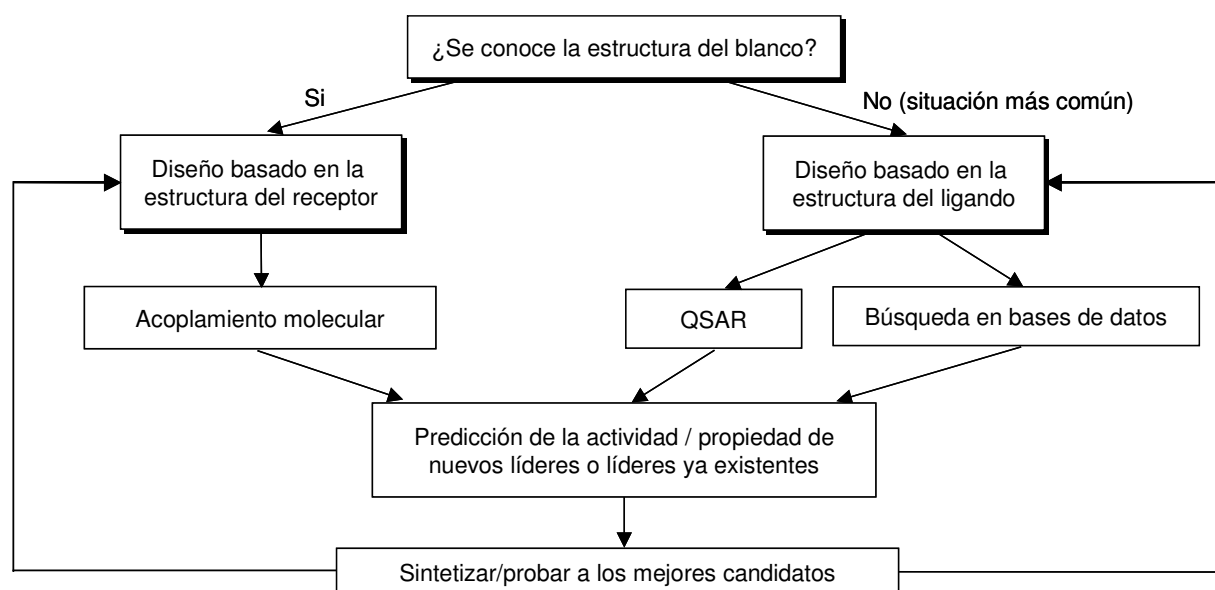 ¿Se conoce la estructura del blanco?
Si
No (situación más común)
Diseño basado en la
estructura del receptor
Diseño basado en la
estructura del ligando
Acoplamiento molecular
QSAR
Búsqueda en bases de datos
Predicción de la actividad / propiedad de
nuevos líderes o líderes ya existentes
Sintetizar/probar a los mejores candidatos